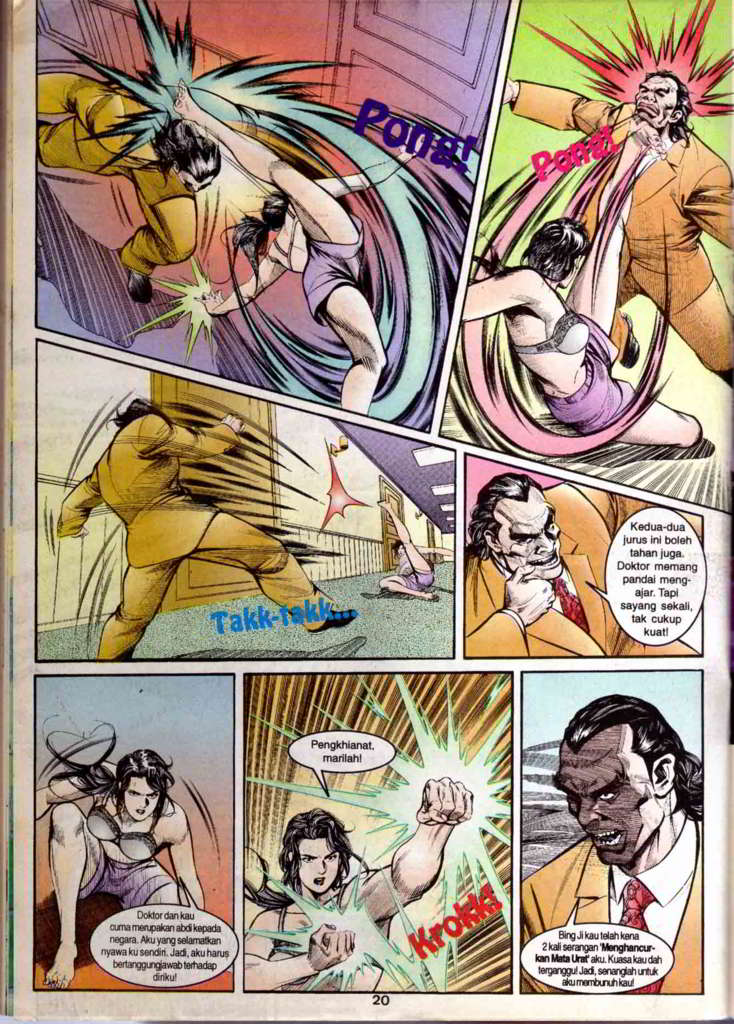 Pong!
Pong!
Takk-takk...
Kedua-dua
jurus ini boleh
tahan juga.
Doktor memang
pandai meng-
ajar. Tapi
sayang sekali,
tak cukup
kuat!
Doktor dan kau
cuma merupakan abdi kepada
negara. Aku yang selamatkan
nyawa ku sendiri. Jadi, aku harus
bertanggungjawab terhadap
diriku!
Pengkhianat,
marilah!
Krokk!
Bing Ji kau telah kena
2 kali serangan 'Menghancur-
kan Mata Urat' aku. Kuasa kau dah
terganggu! Jadi, senanglah untuk
aku membunuh kau!
20